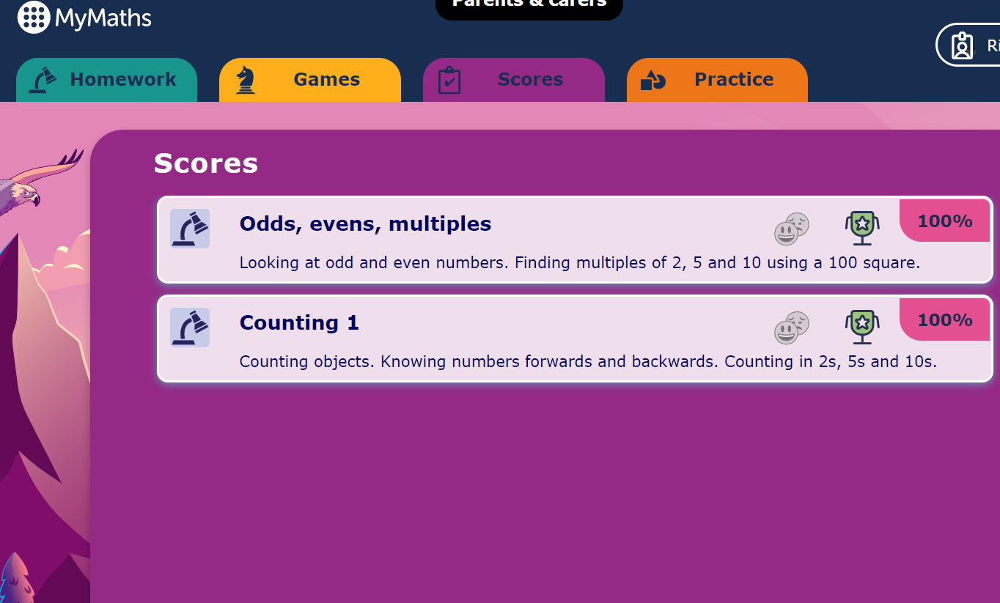 Parents & carers
MyMaths
Homework
Games
Scores
Practice
Scores
Odds, evens, multiples
100%
Looking at odd and even numbers. Finding multiples of 2, 5 and 10 using a 100 square.
Counting 1
100%
Counting objects. Knowing numbers forwards and backwards. Counting in 2s, 5s and 10s.